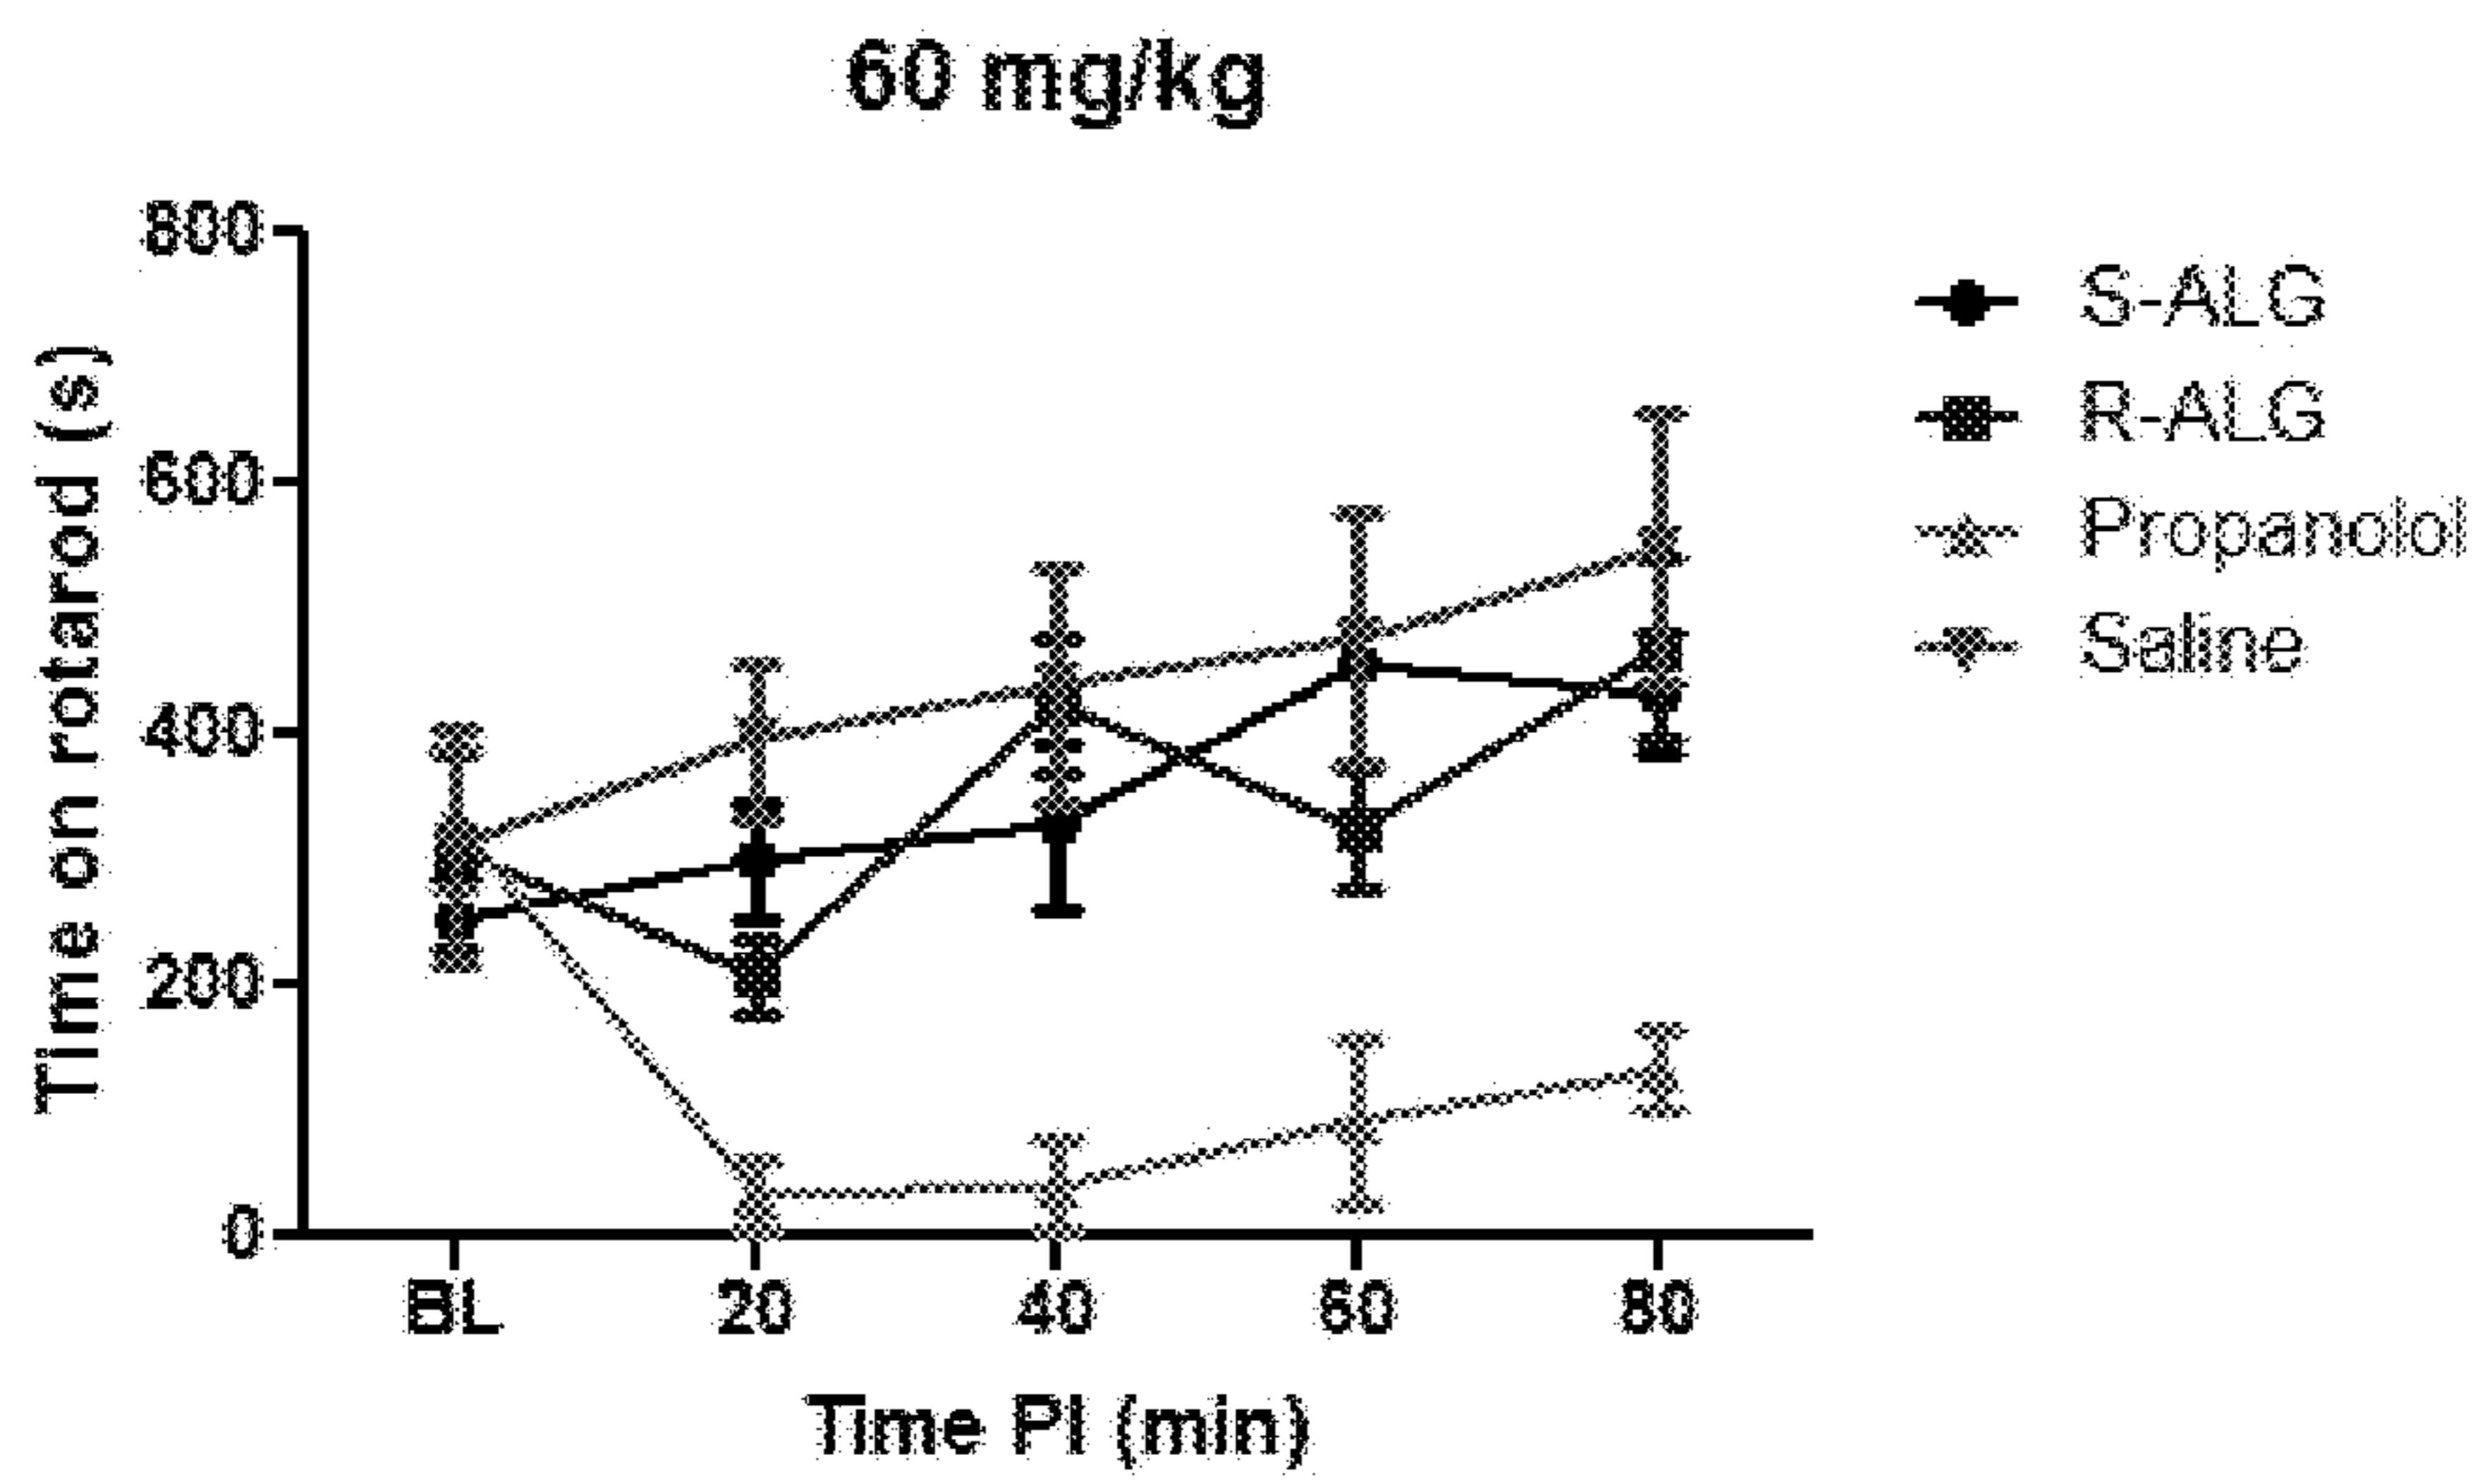 60 mg/kg
Time on rotarod (s)
800
600
400
200
0
BL 20 40 60 80
Time PI (min)
S-ALG
R-ALG
Propanolol
Saline